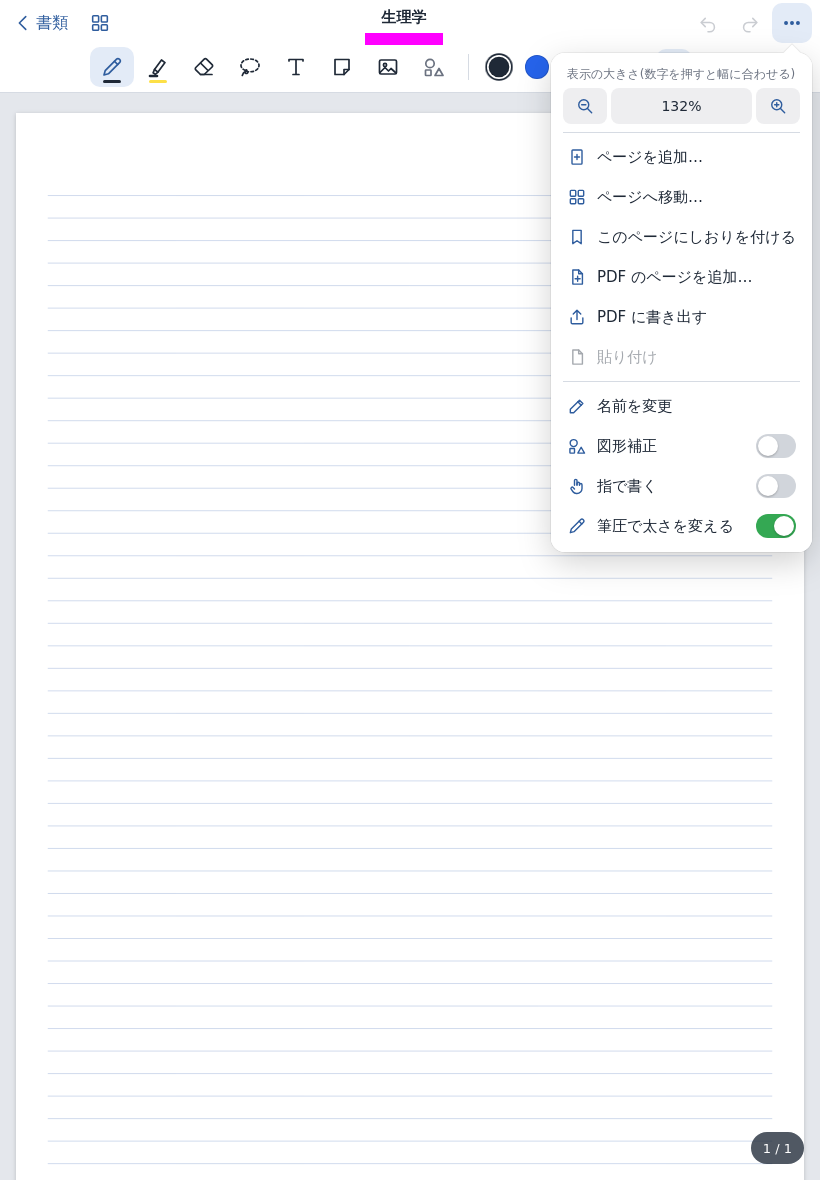 書類
生理学
表示の大きさ(数字を押すと幅に合わせる)
132%
ページを追加…
ページへ移動…
このページにしおりを付ける
PDF のページを追加…
PDF に書き出す
貼り付け
名前を変更
図形補正
指で書く
筆圧で太さを変える
1 / 1